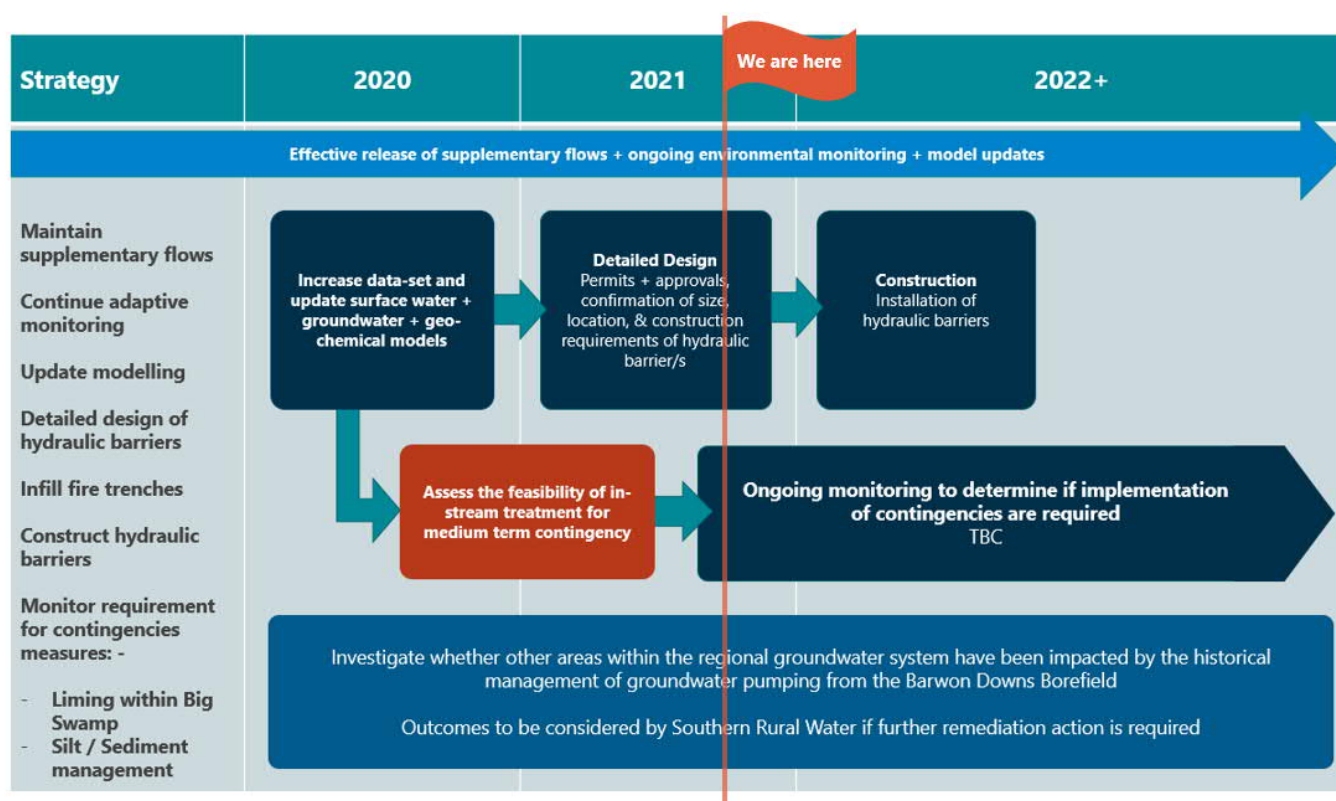 Strategy
2020
2021
We are here
2022+
Effective release of supplementary flows + ongoing environmental monitoring + model updates
Maintain
supplementary flows
Continue adaptive
monitoring
Update modelling
Detailed design of
hydraulic barriers
Infill fire trenches
Construct hydraulic
barriers
Monitor requirement
for contingencies
measures: -
- Liming within Big
Swamp
- Silt / Sediment
management
Increase data-set and
update surface water +
groundwater + geo-
chemical models
Detailed Design
Permits + approvals,
confirmation of size,
location, & construction
requirements of hydraulic
barrier/s
Construction
Installation of
hydraulic barriers
Assess the feasibility of in-
stream treatment for
medium term contingency
Ongoing monitoring to determine if implementation
of contingencies are required
TBC
Investigate whether other areas within the regional groundwater system have been impacted by the historical
management of groundwater pumping from the Barwon Downs Borefield
Outcomes to be considered by Southern Rural Water if further remediation action is required